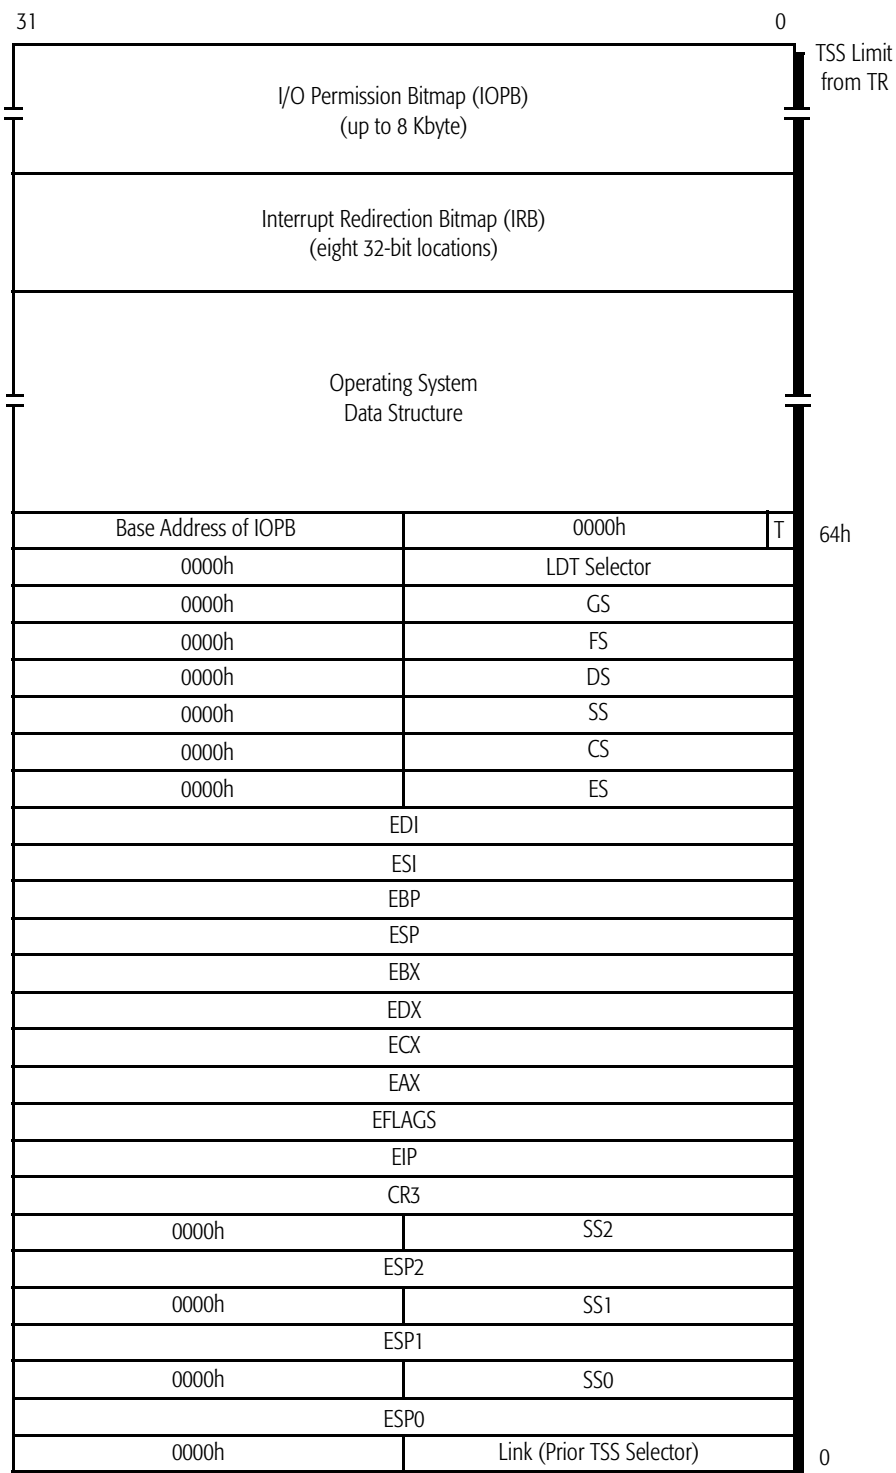 31 0
TSS Limit
from TR
I/O Permission Bitmap (IOPB)
(up to 8 Kbyte)
Interrupt Redirection Bitmap (IRB)
(eight 32-bit locations)
Operating System
Data Structure
Base Address of IOPB 0000h T 64h
0000h LDT Selector
0000h GS
0000h FS
0000h DS
0000h SS
0000h CS
0000h ES
EDI
ESI
EBP
ESP
EBX
EDX
ECX
EAX
EFLAGS
EIP
CR3
0000h SS2
ESP2
0000h SS1
ESP1
0000h SS0
ESP0
0000h Link (Prior TSS Selector) 0